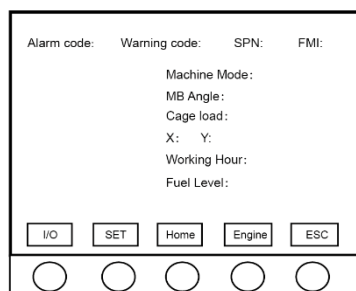 Alarm code: Warning code: SPN: FMI:
Machine Mode:
MB Angle:
Cage load:
X: Y:
Working Hour:
Fuel Level:
I/O SET Home Engine ESC